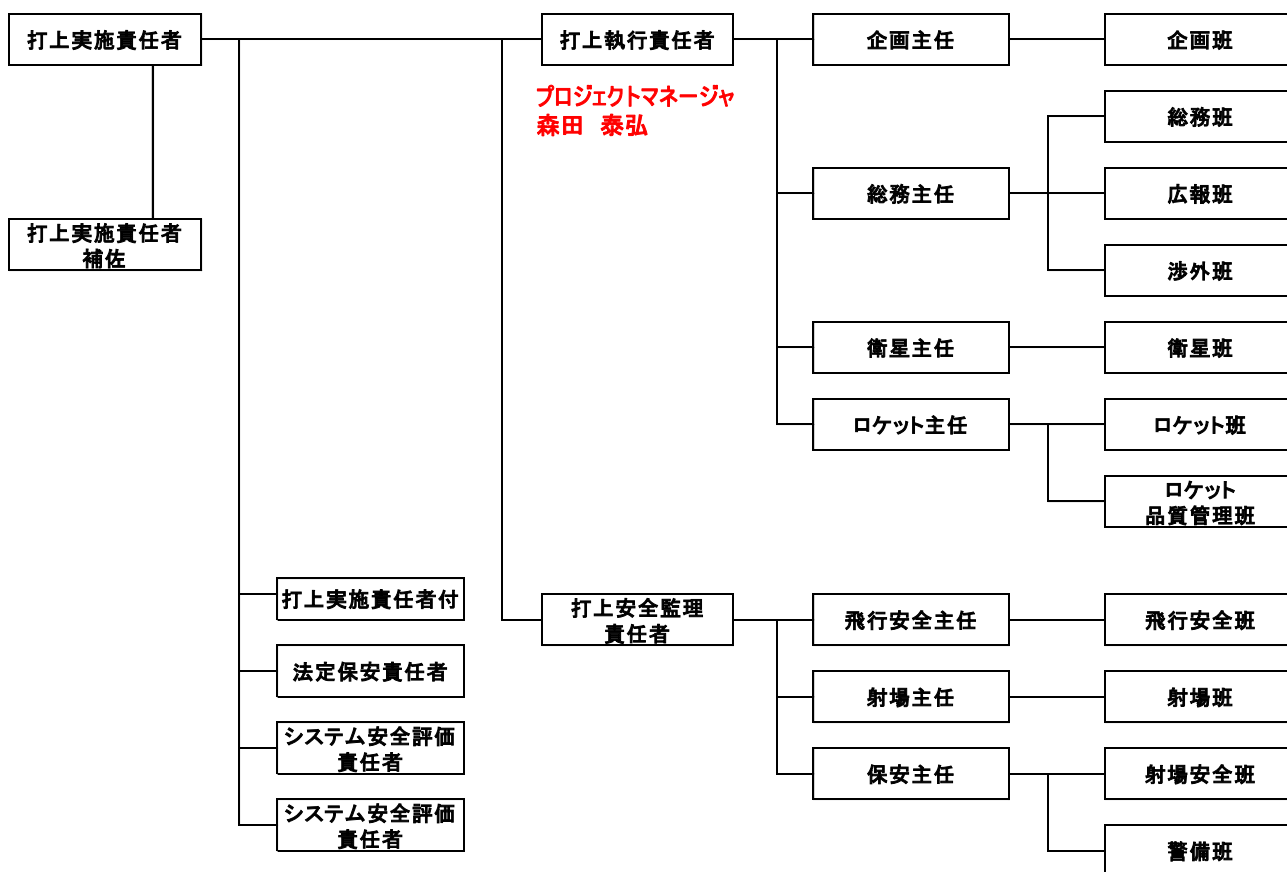 打上実施責任者
打上執行責任者
企画主任
企画班
プロジェクトマネージャ
森田　泰弘
総務班
総務主任
広報班
打上実施責任者
補佐
渉外班
衛星主任
衛星班
ロケット主任
ロケット班
ロケット
品質管理班
打上実施責任者付
打上安全監理
責任者
飛行安全主任
飛行安全班
法定保安責任者
射場主任
射場班
システム安全評価
責任者
保安主任
射場安全班
システム安全評価
責任者
警備班